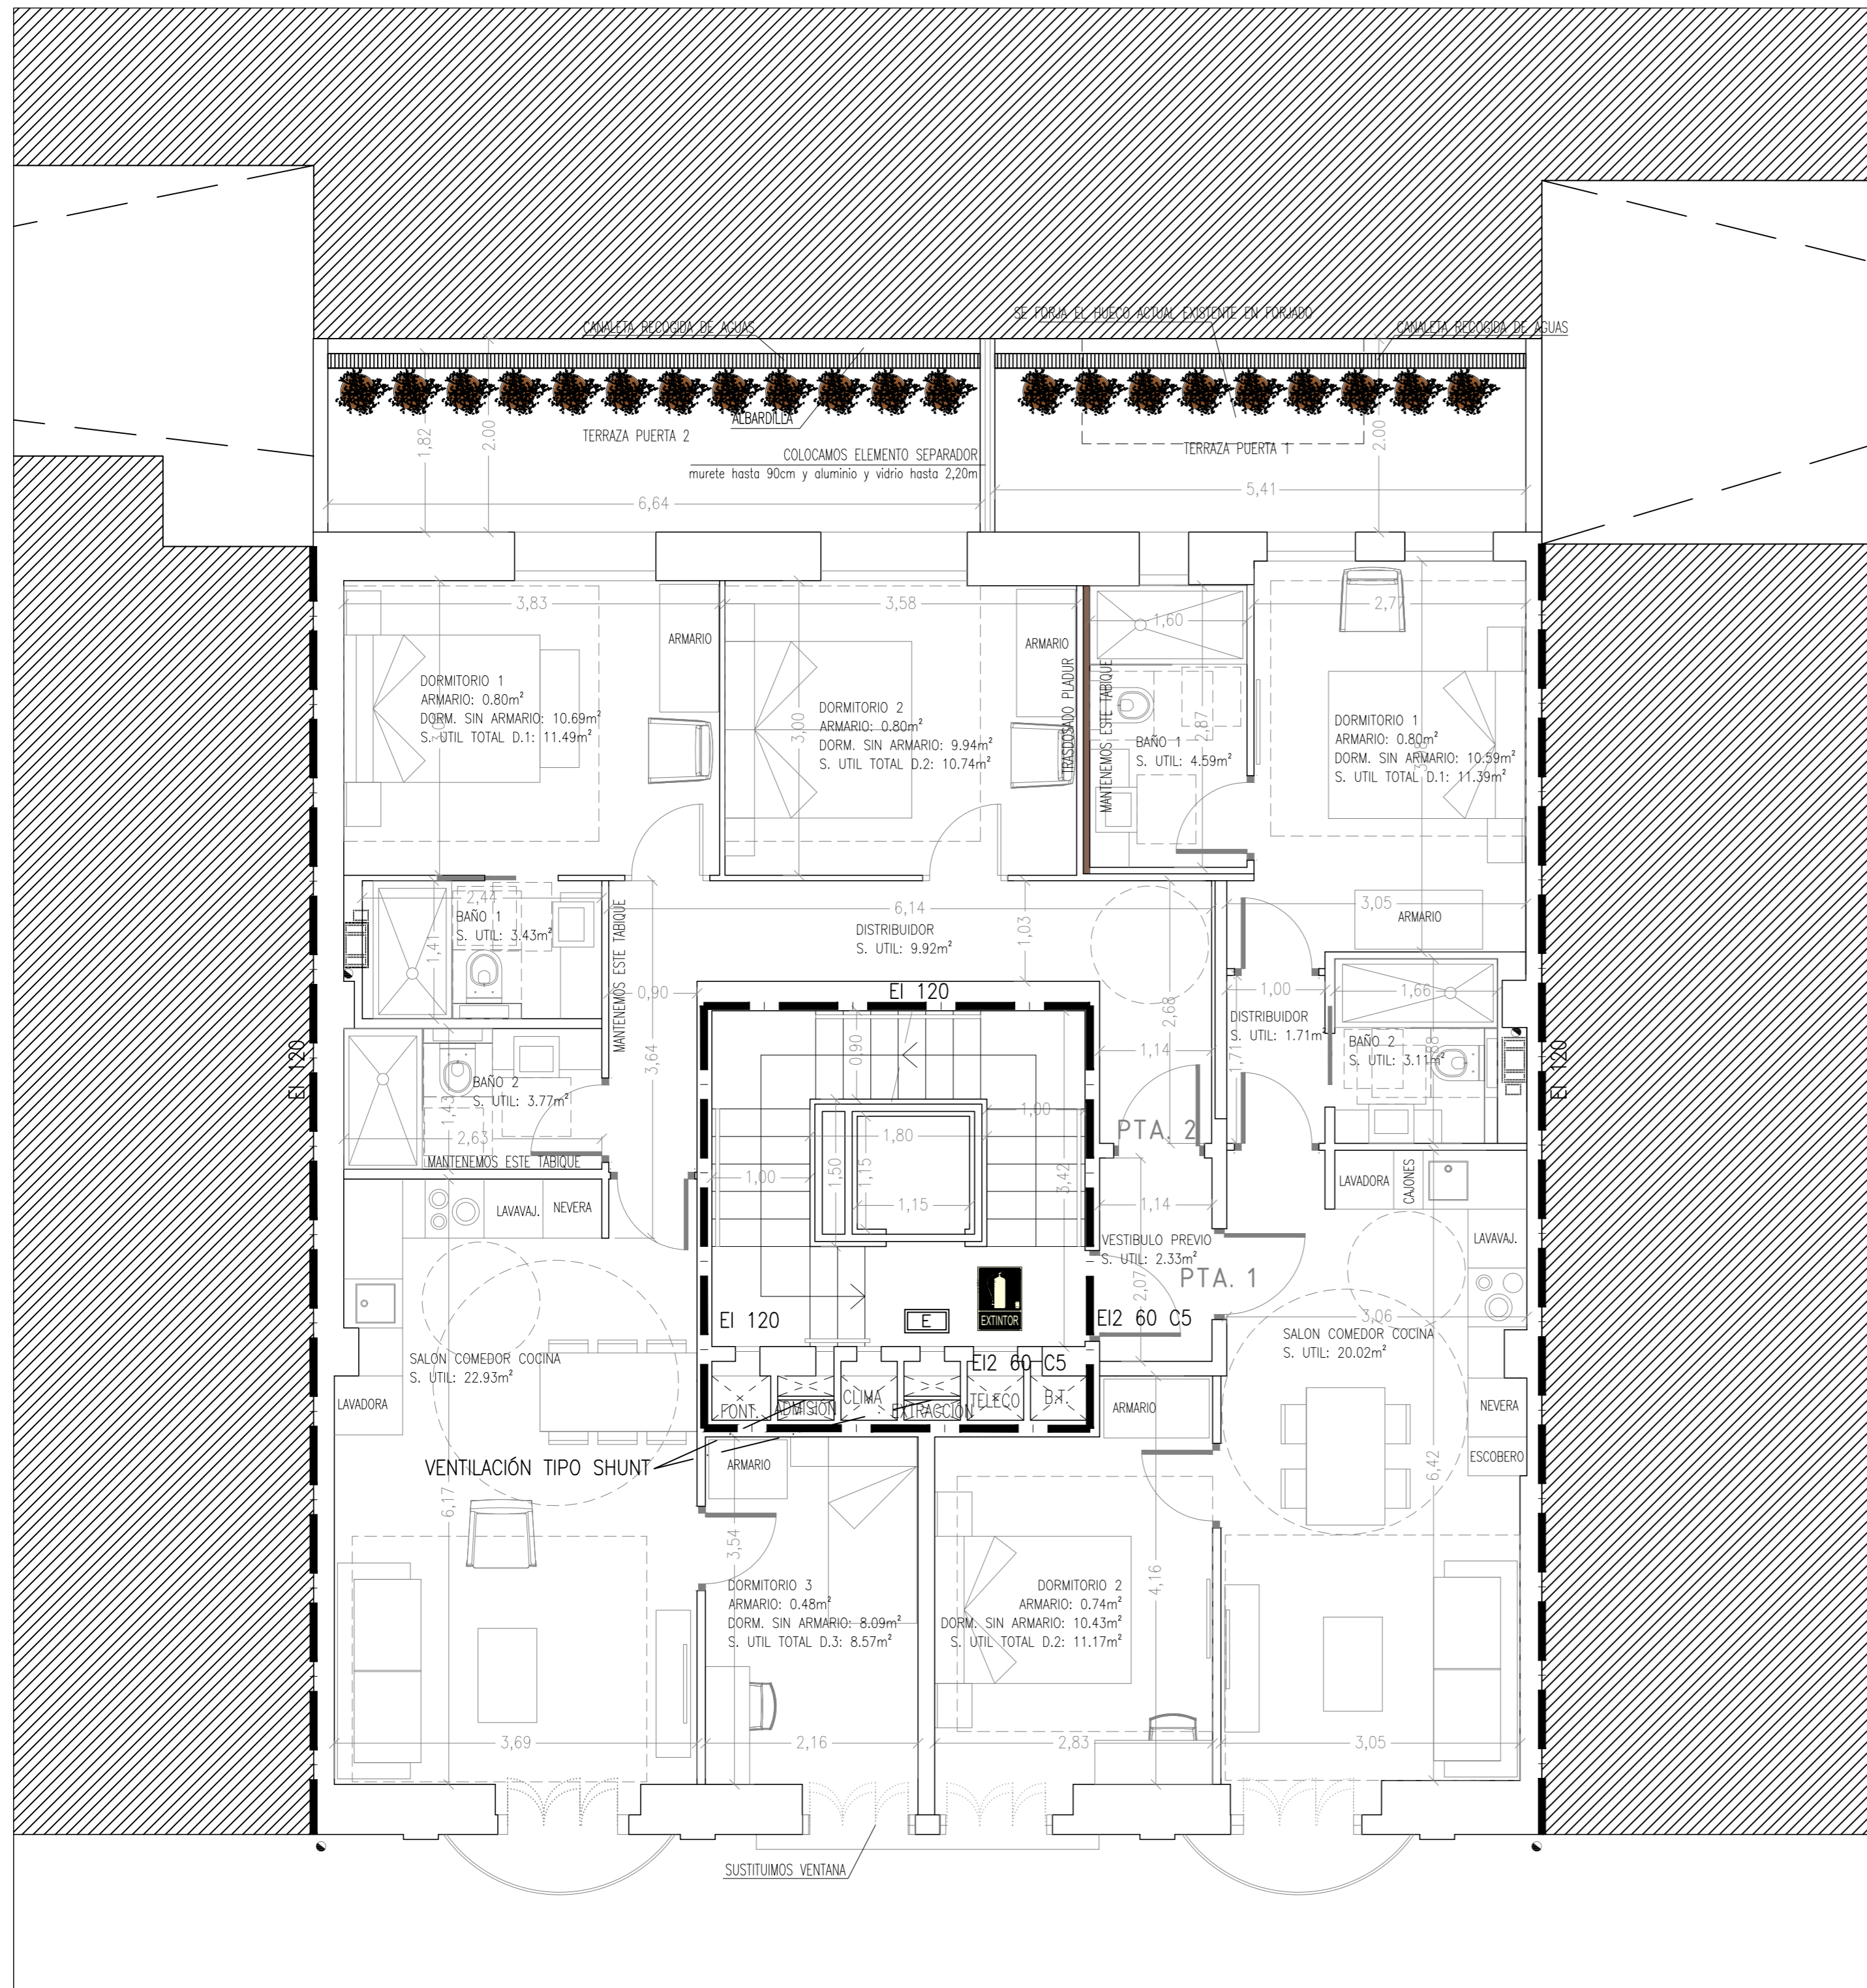 SE FORJA EL HUECO ACTUAL EXISTENTE EN FORJADO
CANALETA RECOGIDA DE AGUAS
CANALETA RECOGIDA DE AGUAS
ALBARDILLA
1,82
2.00
2.00
TERRAZA PUERTA 2
TERRAZA PUERTA 1
COLOCAMOS ELEMENTO SEPARADOR
murete hasta 90cm y aluminio y vidrio hasta 2,20m
6,64
5,41
3,83
3,58
1,60
2,77
ARMARIO
ARMARIO
TRASDOSADO PLADUR
MANTENEMOS ESTE TABIQUE
DORMITORIO 1
ARMARIO: 0.80m²
DORM. SIN ARMARIO: 10.69m²
S. UTIL TOTAL D.1: 11.49m²
DORMITORIO 2
ARMARIO: 0.80m²
DORM. SIN ARMARIO: 9.94m²
S. UTIL TOTAL D.2: 10.74m²
3,00
BAÑO 1
S. UTIL: 4.59m²
2,87
DORMITORIO 1
ARMARIO: 0.80m²
DORM. SIN ARMARIO: 10.59m²
S. UTIL TOTAL D.1: 11.39m²
2,44
BAÑO 1
S. UTIL: 3.43m²
1,41
MANTENEMOS ESTE TABIQUE
6,14
DISTRIBUIDOR
S. UTIL: 9.92m²
1,03
3,05
ARMARIO
0,90
3,64
EI 120
2,68
1,14
1,00
DISTRIBUIDOR
S. UTIL: 1.71m²
1,71
1,66
BAÑO 2
S. UTIL: 3.11m²
EI 120
EI 120
BAÑO 2
S. UTIL: 3.77m²
1,43
2,63
MANTENEMOS ESTE TABIQUE
0,90
1,00
1,80
1,50
1,15
1,15
1,00
3,42
PTA. 2
1,14
LAVAVAJ.
NEVERA
LAVADORA
CAJONES
LAVAVAJ.
VESTIBULO PREVIO
S. UTIL: 2.33m²
2,07
PTA. 1
EI 120
E
EXTINTOR
EI2 60 C5
EI2 60 C5
3,06
SALON COMEDOR COCINA
S. UTIL: 20.02m²
SALON COMEDOR COCINA
S. UTIL: 22.93m²
LAVADORA
FONT.
ADMISIÓN
CLIMA
EXTRACCIÓN
TELECO
B.T.
ARMARIO
NEVERA
ESCOBERO
VENTILACIÓN TIPO SHUNT
ARMARIO
6,17
3,54
4,16
6,42
DORMITORIO 3
ARMARIO: 0.48m²
DORM. SIN ARMARIO: 8.09m²
S. UTIL TOTAL D.3: 8.57m²
DORMITORIO 2
ARMARIO: 0.74m²
DORM. SIN ARMARIO: 10.43m²
S. UTIL TOTAL D.2: 11.17m²
3,69
2,16
2,83
3,05
SUSTITUIMOS VENTANA